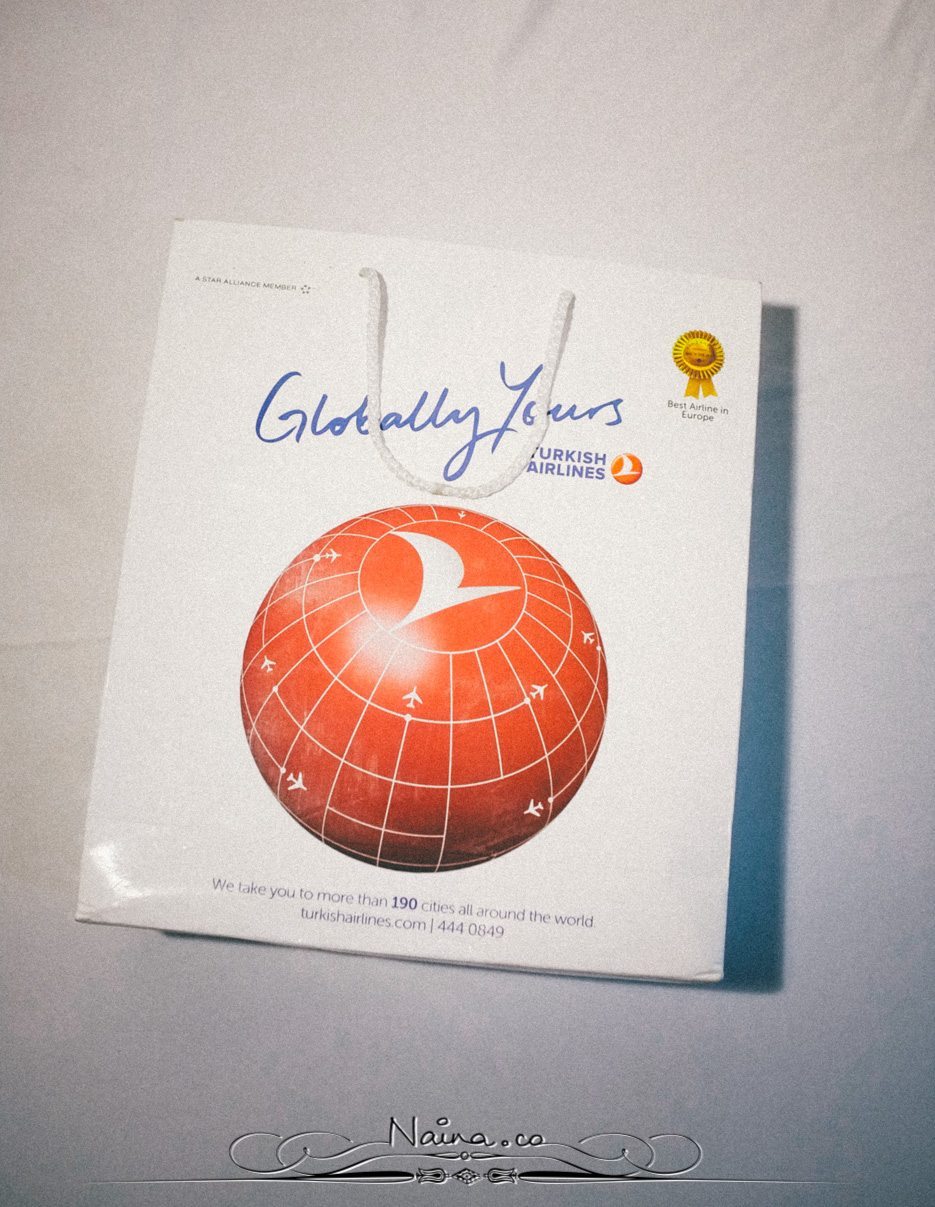 A STAR ALLIANCE MEMBER
Best Airline in
Europe
Globally Yours
TURKISH
AIRLINES
We take you to more than 190 cities all around the world.
turkishairlines.com | 444 0849
Naina.co